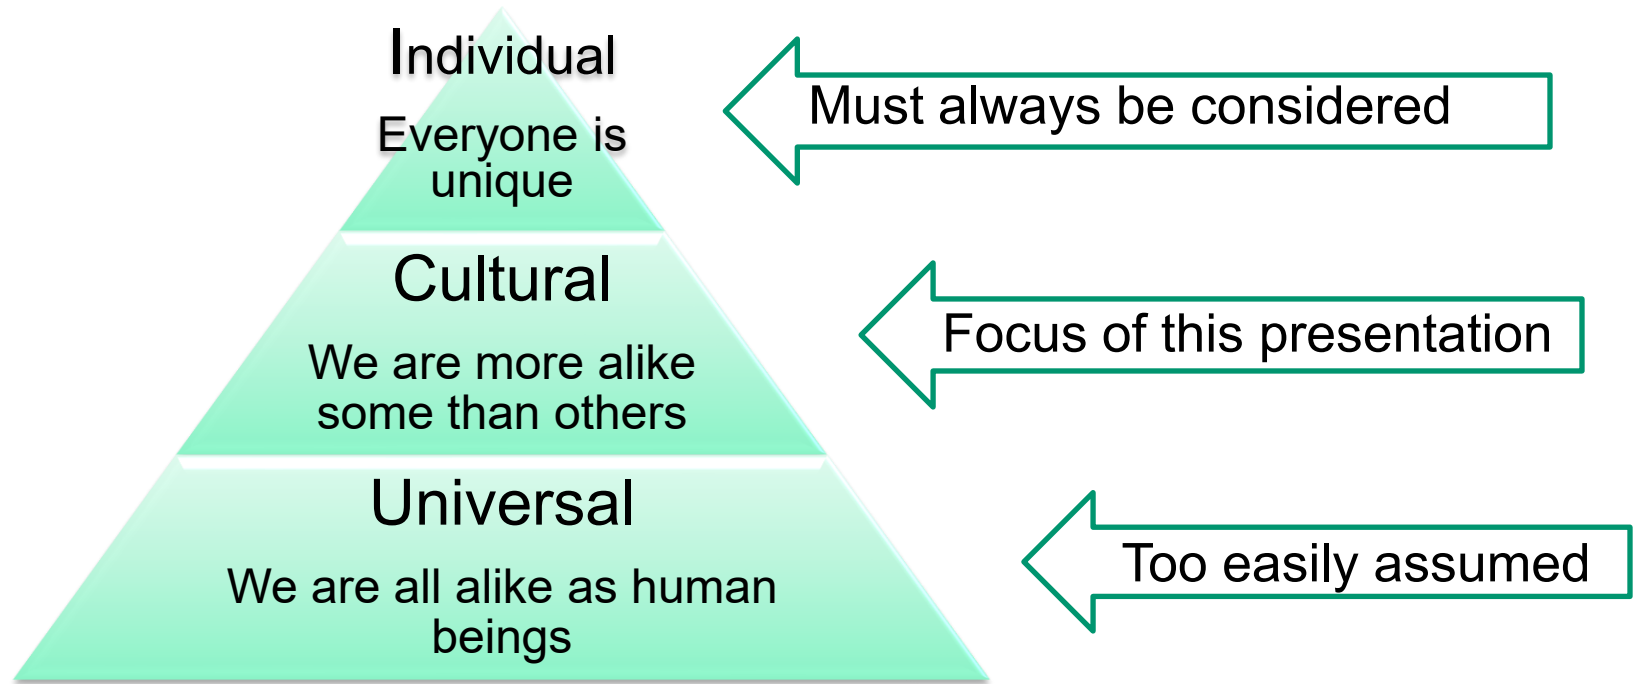 Individual
Everyone is
unique
Must always be considered
Cultural
We are more alike
some than others
Focus of this presentation
Universal
We are all alike as human
beings
Too easily assumed